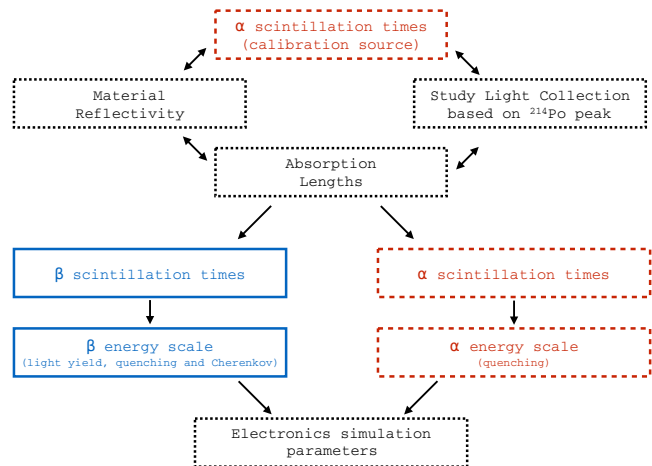 α scintillation times
(calibration source)
Material
Reflectivity
Study Light Collection
based on ²¹⁴Po peak
Absorption
Lengths
β scintillation times
α scintillation times
β energy scale
(light yield, quenching and Cherenkov)
α energy scale
(quenching)
Electronics simulation
parameters